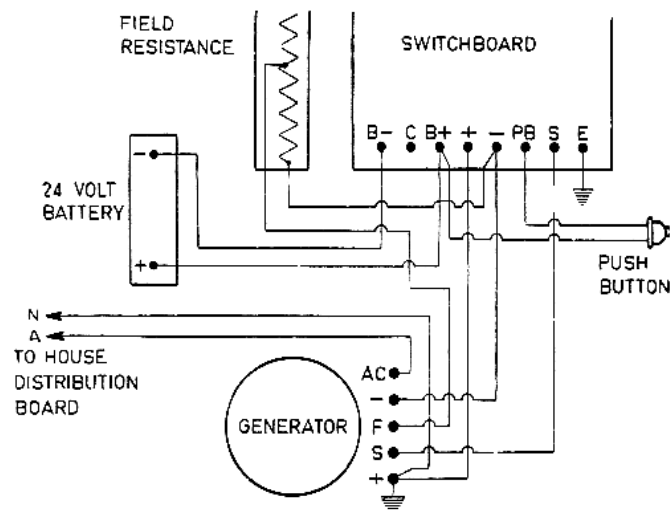 FIELD
RESISTANCE
SWITCHBOARD
B- C B+ + - PB S E
-
24 VOLT
BATTERY
+
PUSH
BUTTON
N
A
TO HOUSE
DISTRIBUTION
BOARD
GENERATOR
AC
-
F
S
+